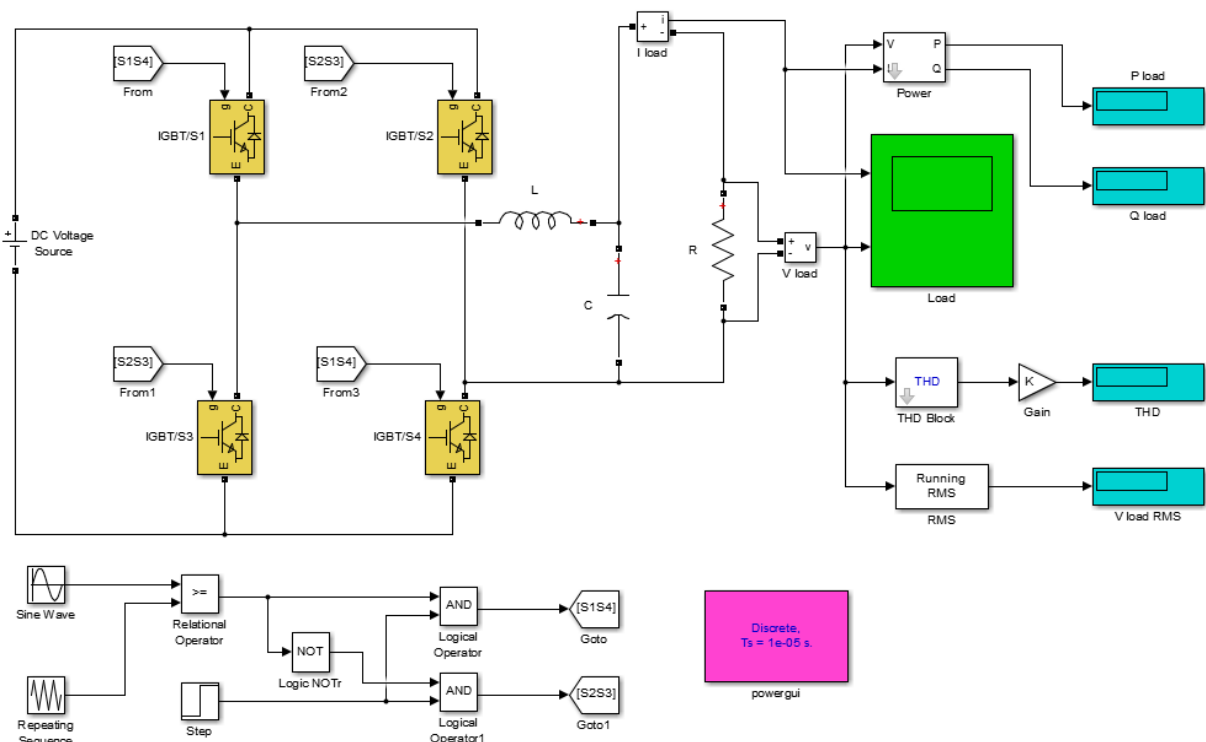 [S1S4]
From
[S2S3]
From2
g
C
IGBT/S1
E
g
C
IGBT/S2
E
+
DC Voltage
Source
L
+
C
+
+
i
-
I load
R
+
+
-
v
V load
V
I
P
Q
Power
P load
Q load
Load
[S2S3]
From1
[S1S4]
From3
g
C
IGBT/S3
E
g
C
IGBT/S4
E
THD
THD Block
K
Gain
THD
Running
RMS
RMS
V load RMS
Sine Wave
>=
Relational
Operator
NOT
Logic NOTr
AND
Logical
Operator
[S1S4]
Goto
Repeating
Sequence
Step
AND
Logical
Operator1
[S2S3]
Goto1
Discrete,
Ts = 1e-05 s.
powergui